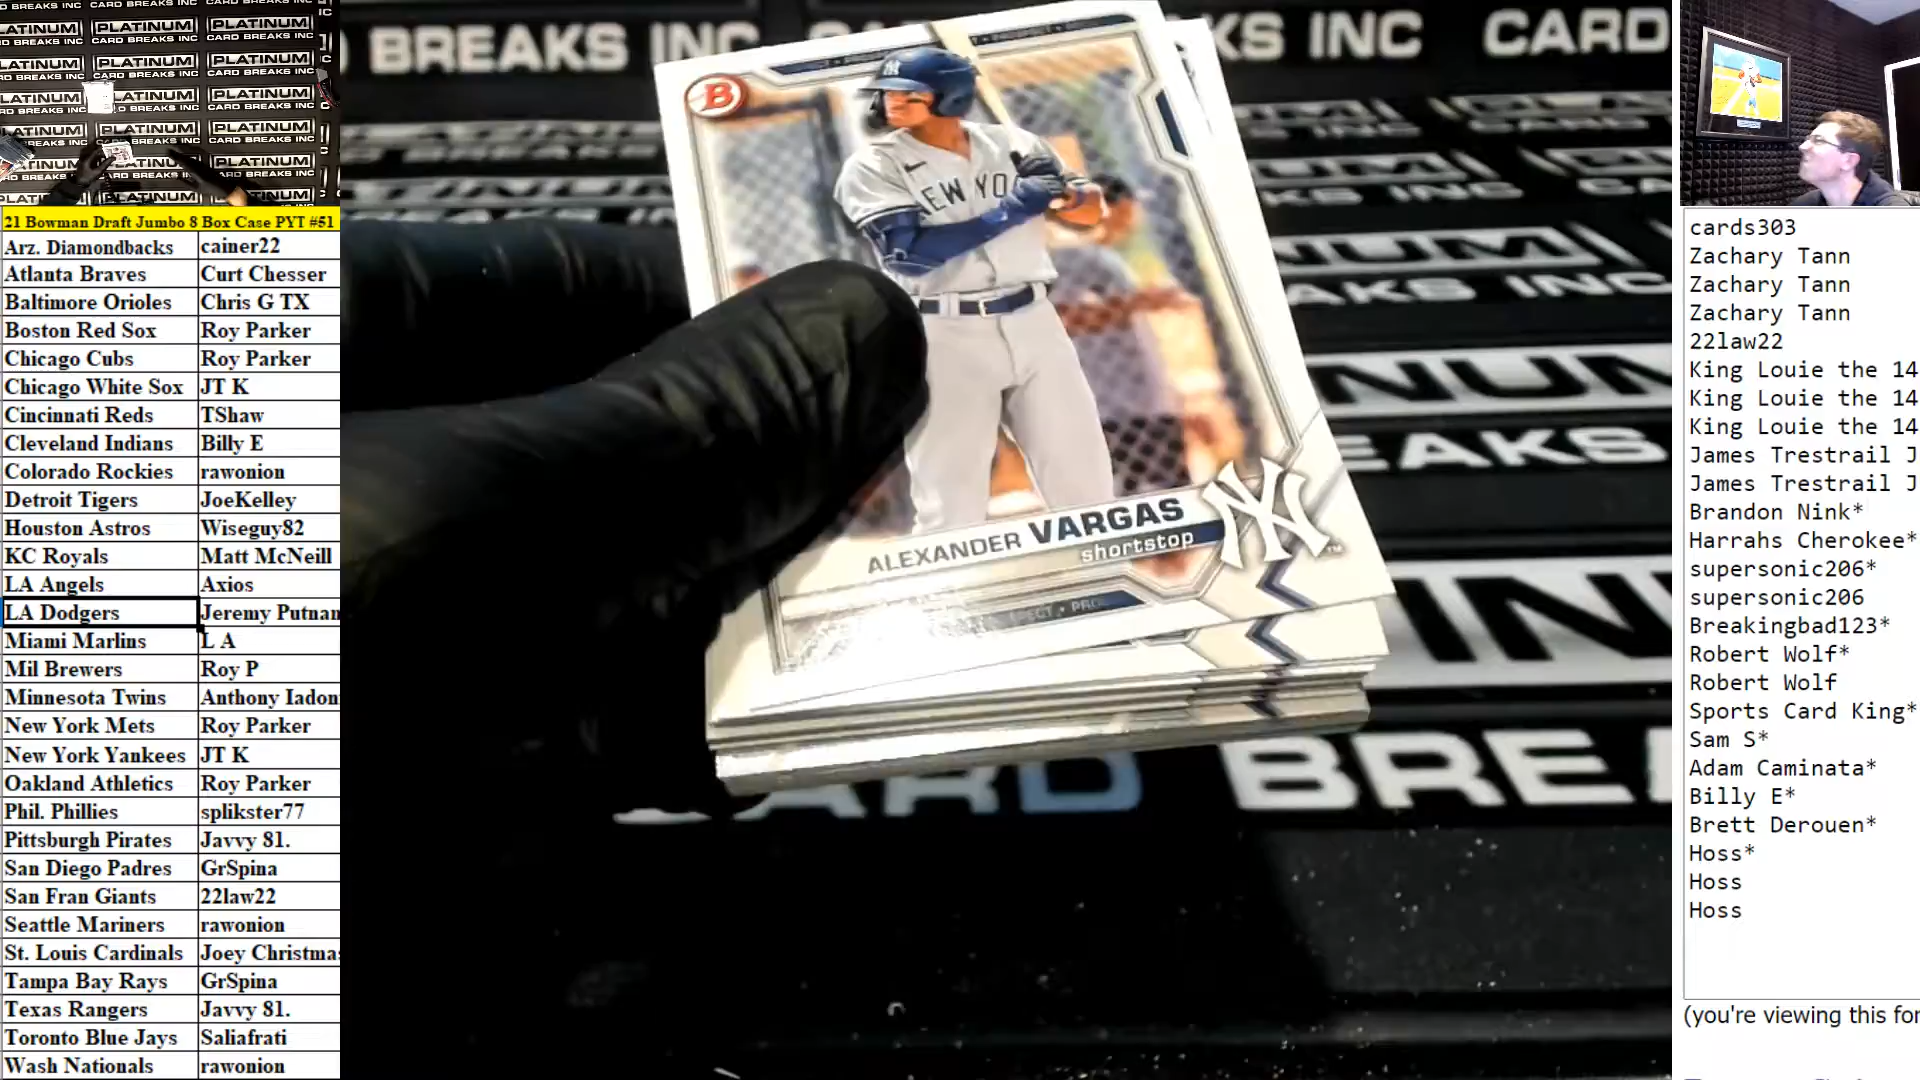 21 Bowman Draft Jumbo 8 Box Case PYT #51
Arz. Diamondbacks cainer22
Atlanta Braves Curt Chesser
Baltimore Orioles Chris G TX
Boston Red Sox Roy Parker
Chicago Cubs Roy Parker
Chicago White Sox JT K
Cincinnati Reds TShaw
Cleveland Indians Billy E
Colorado Rockies rawonion
Detroit Tigers JoeKelley
Houston Astros Wiseguy82
KC Royals Matt McNeill
LA Angels Axios
LA Dodgers Jeremy Putnan
Miami Marlins L A
Mil Brewers Roy P
Minnesota Twins Anthony Iadon
New York Mets Roy Parker
New York Yankees JT K
Oakland Athletics Roy Parker
Phil. Phillies splikster77
Pittsburgh Pirates Javvy 81.
San Diego Padres GrSpina
San Fran Giants 22law22
Seattle Mariners rawonion
St. Louis Cardinals Joey Christmas
Tampa Bay Rays GrSpina
Texas Rangers Javvy 81.
Toronto Blue Jays Saliafrati
Wash Nationals rawonion
PLATINUM
CARD BREAKS INC
BREAKS INC
CARD
B
NEW YO
ALEXANDER VARGAS
shortstop
NY
CARD BREA
cards303
Zachary Tann
Zachary Tann
Zachary Tann
22law22
King Louie the 14
King Louie the 14
King Louie the 14
James Trestrail J
James Trestrail J
Brandon Nink*
Harrahs Cherokee*
supersonic206*
supersonic206
Breakingbad123*
Robert Wolf*
Robert Wolf
Sports Card King*
Sam S*
Adam Caminata*
Billy E*
Brett Derouen*
Hoss*
Hoss
Hoss
(you're viewing this for